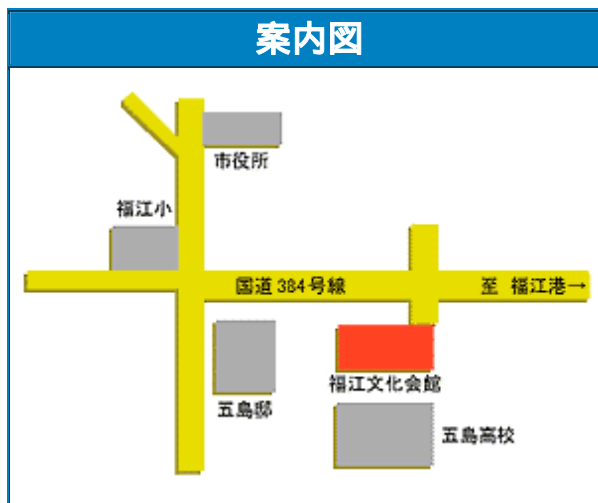 案内図
市役所
福江小
国道384号線
至 福江港→
福江文化会館
五島邸
五島高校